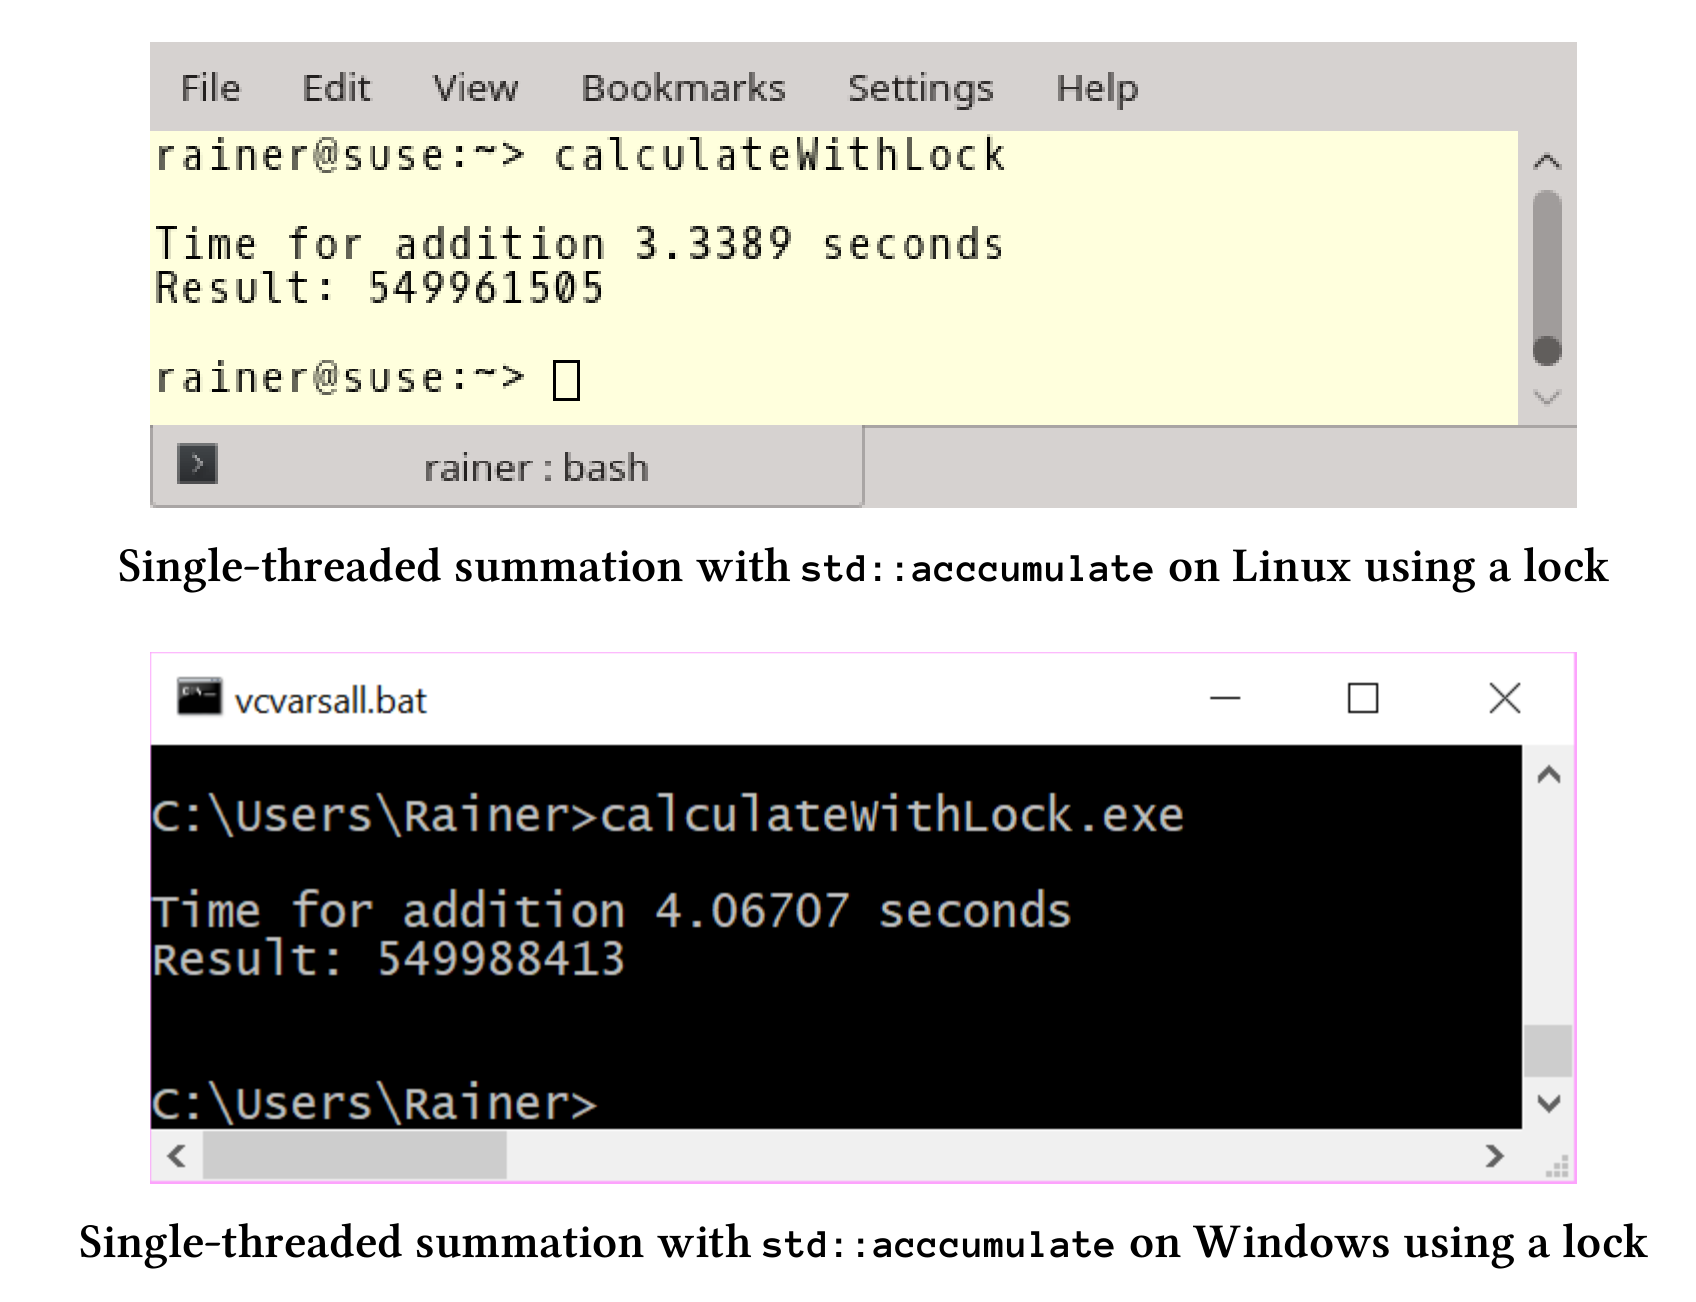 File Edit View Bookmarks Settings Help
rainer@suse:~> calculateWithLock
Time for addition 3.3389 seconds
Result: 549961505
rainer@suse:~>
rainer : bash
Single-threaded summation with std::acccumulate on Linux using a lock
vcvarsall.bat
C:\Users\Rainer>calculateWithLock.exe
Time for addition 4.06707 seconds
Result: 549988413
C:\Users\Rainer>
Single-threaded summation with std::acccumulate on Windows using a lock